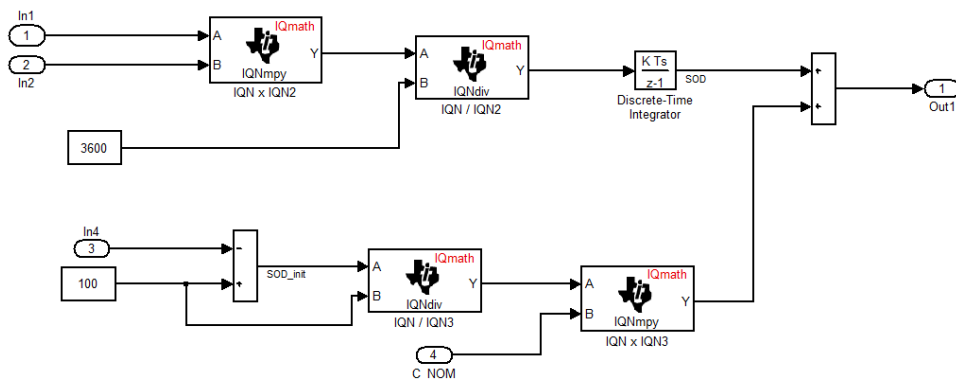 In1
1
2
In2
A
B
IQmath
Y
IQNmpy
IQN x IQN2
3600
A
B
IQmath
Y
IQNdiv
IQN / IQN2
K Ts
z-1
Discrete-Time
Integrator
SOD
+
+
1
Out1
In4
3
100
-
+
SOD_init
A
B
IQmath
Y
IQNdiv
IQN / IQN3
4
C_NOM
A
B
IQmath
Y
IQNmpy
IQN x IQN3